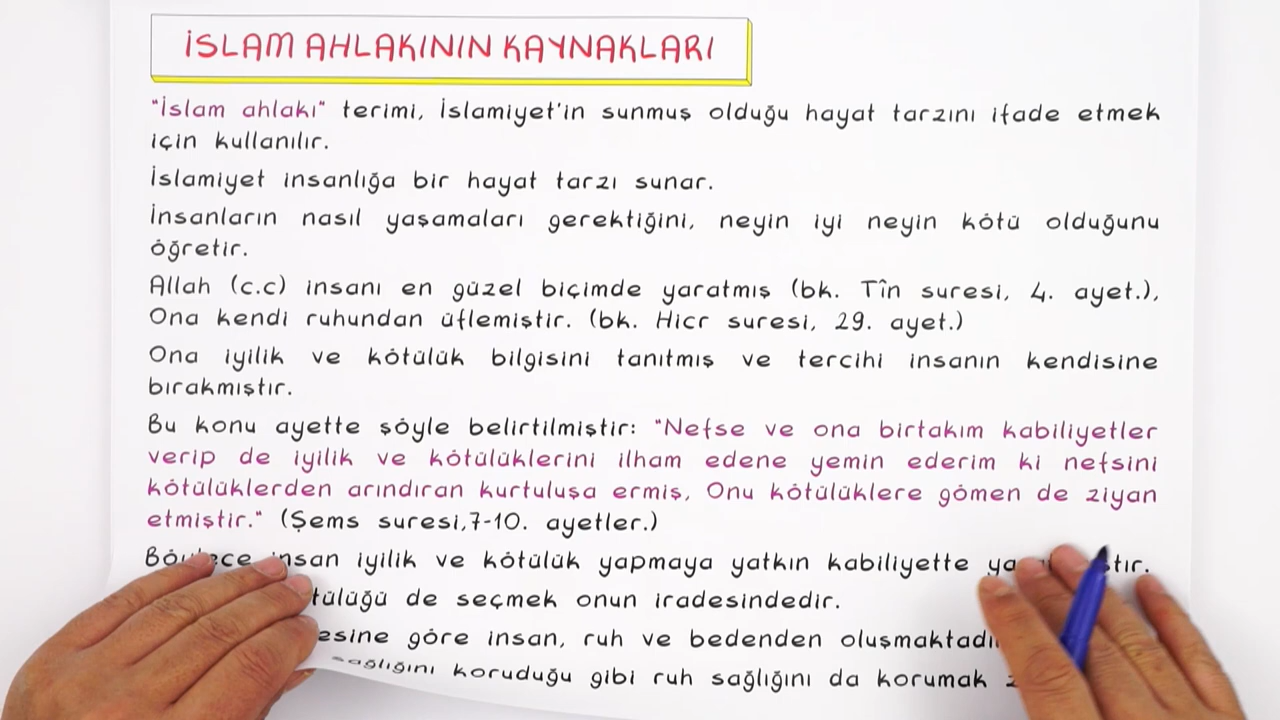 İSLAM AHLAKININ KAYNAKLARI
"İslam ahlakı" terimi, İslamiyet'in sunmuş olduğu hayat tarzını ifade etmek
için kullanılır.
İslamiyet insanlığa bir hayat tarzı sunar.
İnsanların nasıl yaşamaları gerektiğini, neyin iyi neyin kötü olduğunu
öğretir.
Allah (c.c) insanı en güzel biçimde yaratmış (bk. Tîn suresi, 4. ayet.),
Ona kendi ruhundan üflemiştir. (bk. Hicr suresi, 29. ayet.)
Ona iyilik ve kötülük bilgisini tanıtmış ve tercihi insanın kendisine
bırakmıştır.
Bu konu ayette şöyle belirtilmiştir: "Nefse ve ona birtakım kabiliyetler
verip de iyilik ve kötülüklerini ilham edene yemin ederim ki nefsini
kötülüklerden arındıran kurtuluşa ermiş, Onu kötülüklere gömen de ziyan
etmiştir." (Şems suresi,7-10. ayetler.)
insan iyilik ve kötülük yapmaya yatkın kabiliyette
de seçmek onun iradesindedir.
göre insan, ruh ve bedenden
koruduğu gibi ruh sağlığını da korumak